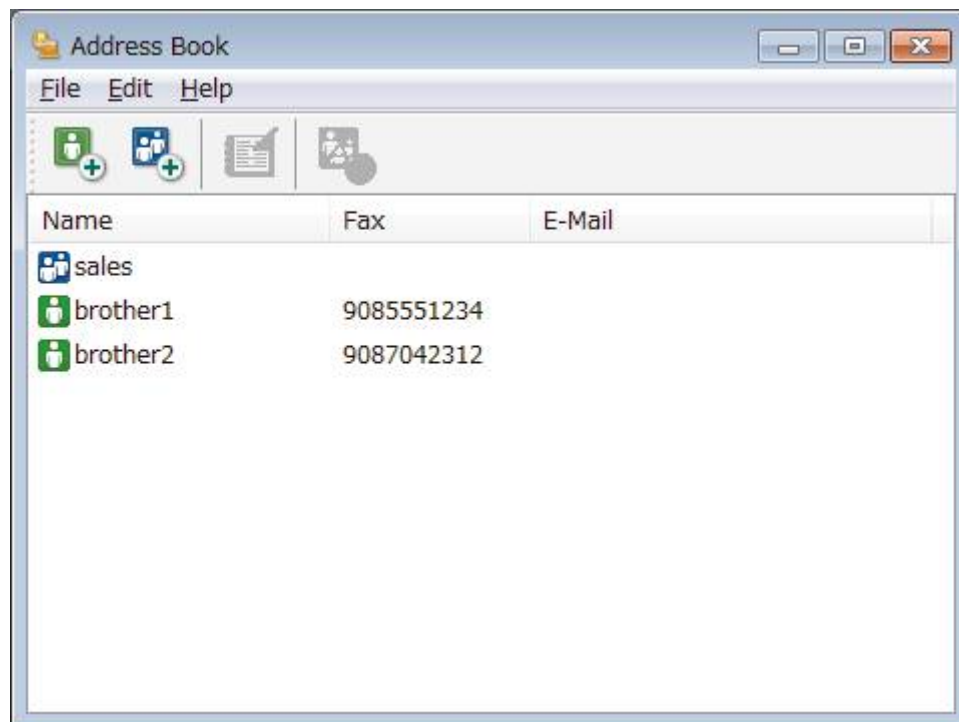 Address Book
File Edit Help
Name Fax E-Mail
sales
brother1 9085551234
brother2 9087042312